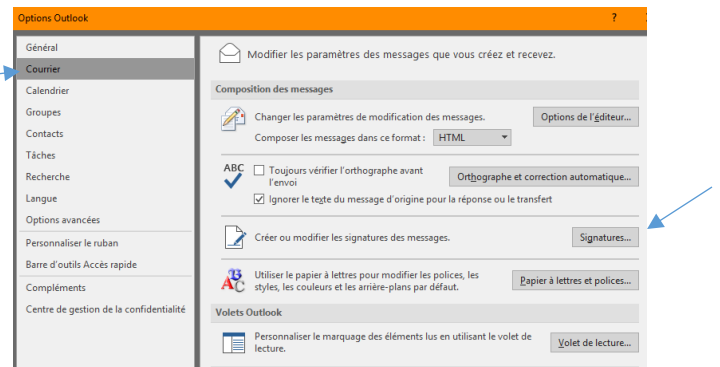 Options Outlook ?
Général
Courrier
Calendrier
Groupes
Contacts
Tâches
Recherche
Langue
Options avancées
Personnaliser le ruban
Barre d'outils Accès rapide
Compléments
Centre de gestion de la confidentialité
Modifier les paramètres des messages que vous créez et recevez.
Composition des messages
Changer les paramètres de modification des messages.
Options de l'éditeur...
Composer les messages dans ce format : HTML
ABC
Toujours vérifier l'orthographe avant
l'envoi
Orthographe et correction automatique...
Ignorer le texte du message d'origine pour la réponse ou le transfert
Créer ou modifier les signatures des messages.
Signatures...
Utiliser le papier à lettres pour modifier les polices, les
styles, les couleurs et les arrière-plans par défaut.
Papier à lettres et polices...
Volets Outlook
Personnaliser le marquage des éléments lus en utilisant le volet de
lecture.
Volet de lecture...